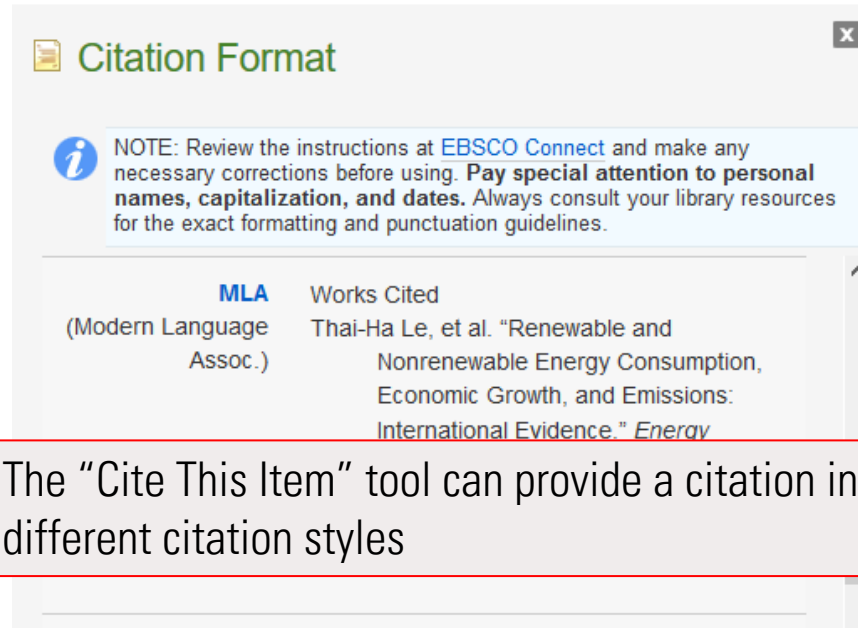 Citation Format
x
NOTE: Review the instructions at EBSCO Connect and make any
necessary corrections before using. Pay special attention to personal
names, capitalization, and dates. Always consult your library resources
for the exact formatting and punctuation guidelines.
MLA
(Modern Language
Assoc.)
Works Cited
Thai-Ha Le, et al. “Renewable and
Nonrenewable Energy Consumption,
Economic Growth, and Emissions:
International Evidence.” Energy
The “Cite This Item” tool can provide a citation in
different citation styles